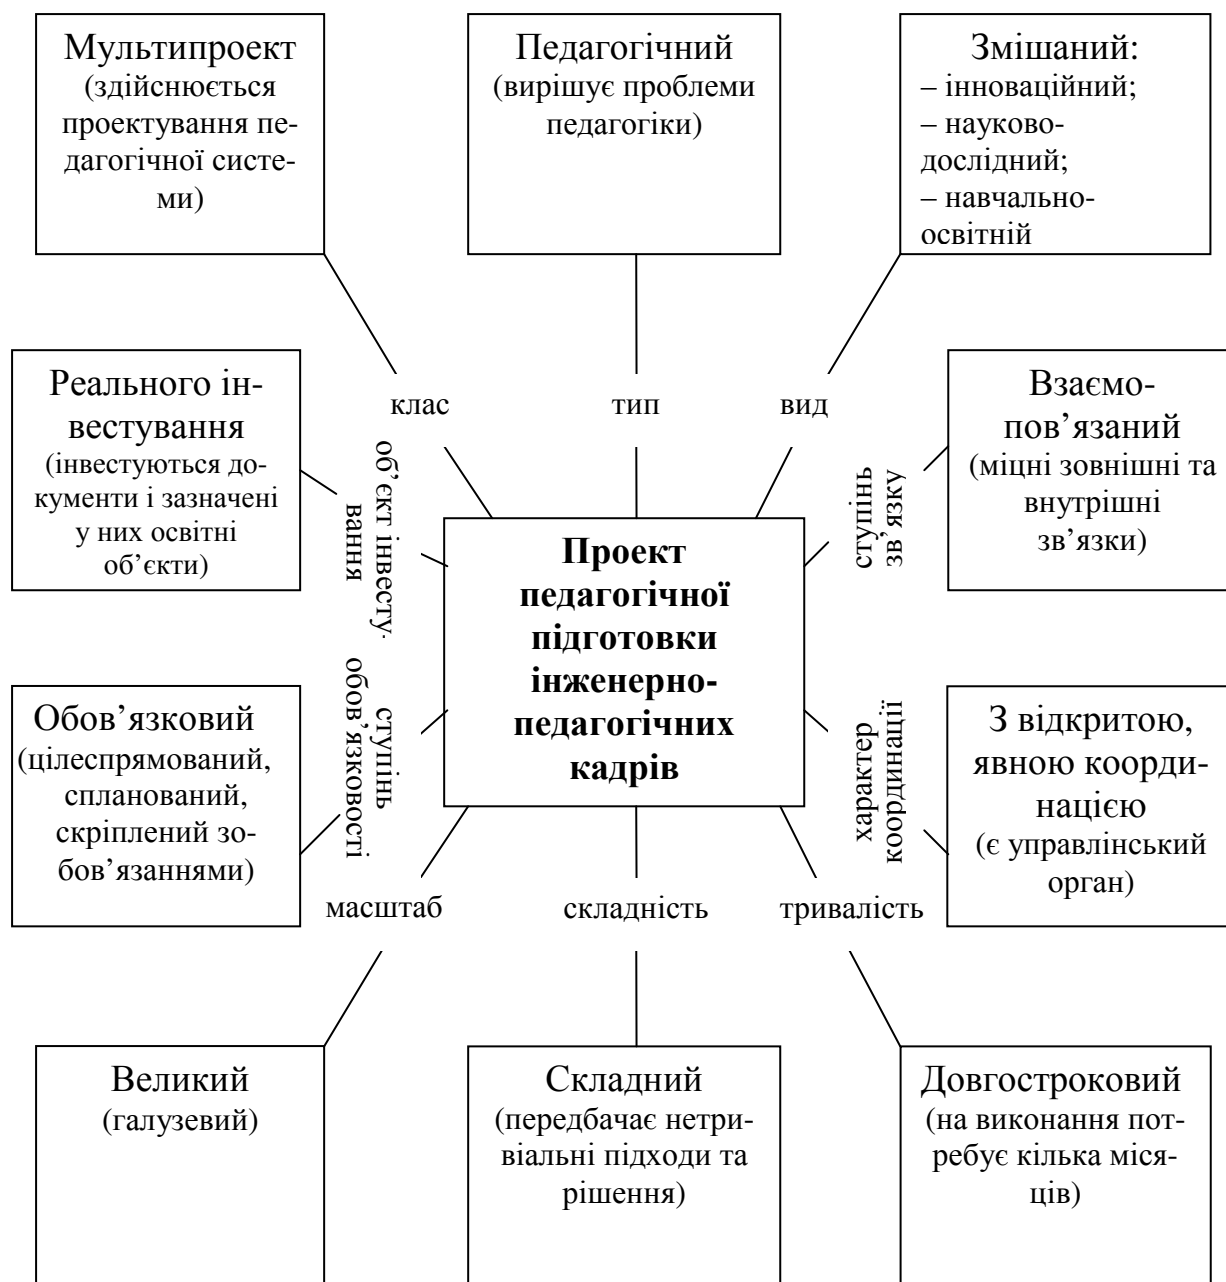 Мультипроект
(здійснюється
проектування пе-
дагогічної систе-
ми)
Педагогічний
(вирішує проблеми
педагогіки)
Змішаний:
– інноваційний;
– науково-
дослідний;
– навчально-
освітній
клас
тип
вид
Реального ін-
вестування
(інвестуються до-
кументи і зазначені
у них освітні
об’єкти)
об’єкт інвесту-
вання
ступінь
зв’язку
Взаємо-
пов’язаний
(міцні зовнішні та
внутрішні
зв’язки)
Проект
педагогічної
підготовки
інженерно-
педагогічних
кадрів
Обов’язковий
(цілеспрямований,
спланований,
скріплений зо-
бов’язаннями)
ступінь
обов’язковості
характер
координації
З відкритою,
явною коорди-
нацією
(є управлінський
орган)
масштаб
складність
тривалість
Великий
(галузевий)
Складний
(передбачає нетри-
віальні підходи та
рішення)
Довгостроковий
(на виконання пот-
ребує кілька міся-
ців)